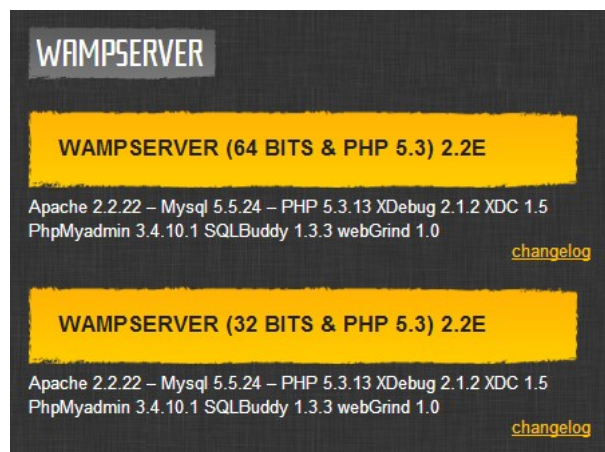 WAMPSERVER
WAMPSERVER (64 BITS & PHP 5.3) 2.2E
Apache 2.2.22 – Mysql 5.5.24 – PHP 5.3.13 XDebug 2.1.2 XDC 1.5
PhpMyadmin 3.4.10.1 SQLBuddy 1.3.3 webGrind 1.0
changelog
WAMPSERVER (32 BITS & PHP 5.3) 2.2E
Apache 2.2.22 – Mysql 5.5.24 – PHP 5.3.13 XDebug 2.1.2 XDC 1.5
PhpMyadmin 3.4.10.1 SQLBuddy 1.3.3 webGrind 1.0
changelog